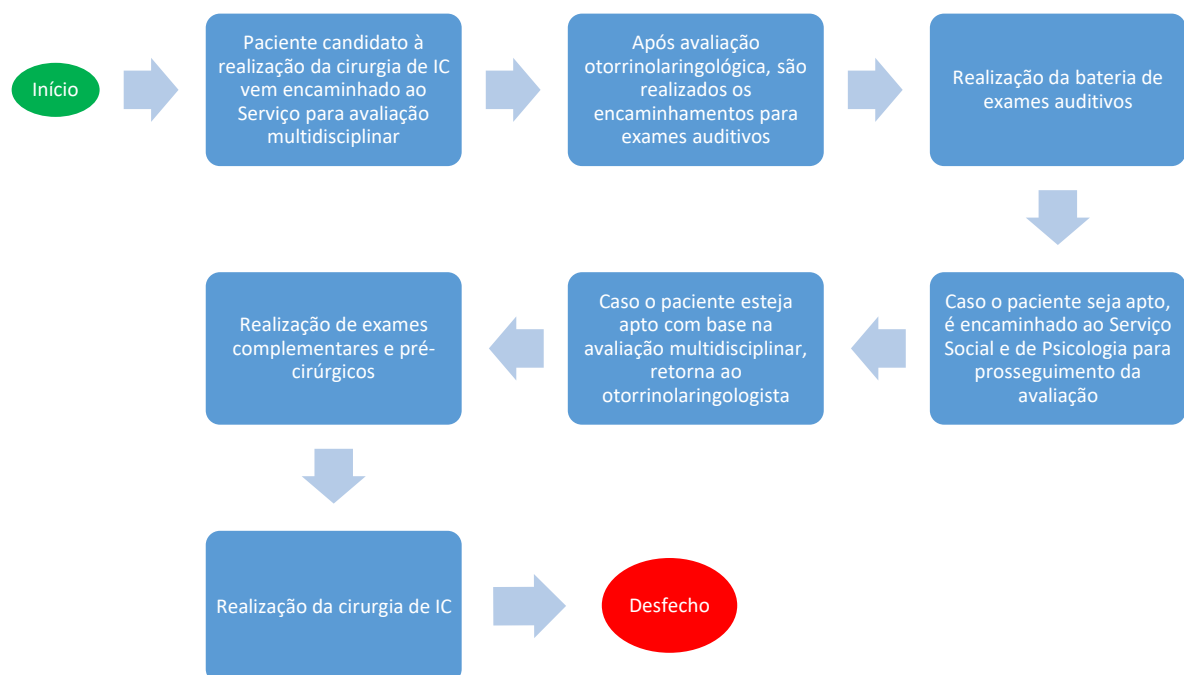 Início
Paciente candidato à
realização da cirurgia de IC
vem encaminhado ao
Serviço para avaliação
multidisciplinar
Após avaliação
otorrinolaringológica, são
realizados os
encaminhamentos para
exames auditivos
Realização da bateria de
exames auditivos
Caso o paciente seja apto,
é encaminhado ao Serviço
Social e de Psicologia para
prosseguimento da
avaliação
Caso o paciente esteja
apto com base na
avaliação multidisciplinar,
retorna ao
otorrinolaringologista
Realização de exames
complementares e pré-
cirúrgicos
Realização da cirurgia de IC
Desfecho